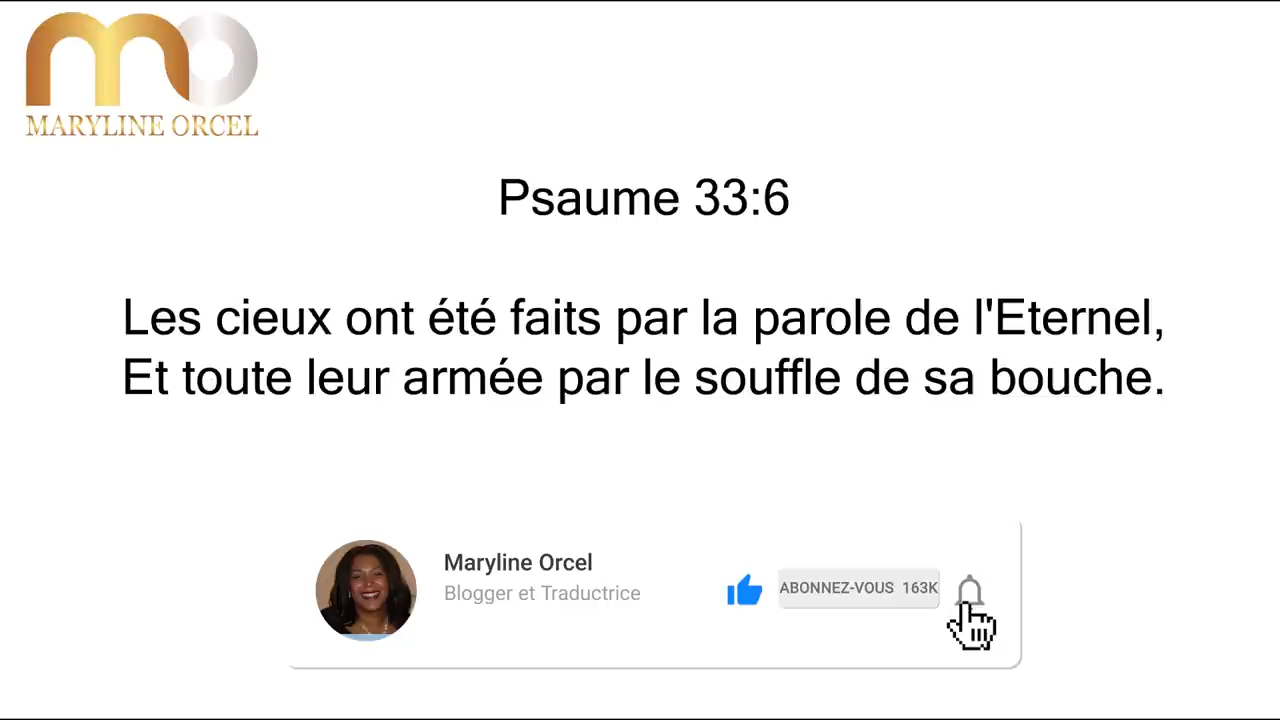 mo
MARYLINE ORCEL
Psaume 33:6
Les cieux ont été faits par la parole de l'Eternel,
Et toute leur armée par le souffle de sa bouche.
Maryline Orcel
Blogger et Traductrice
ABONNEZ-VOUS 163K